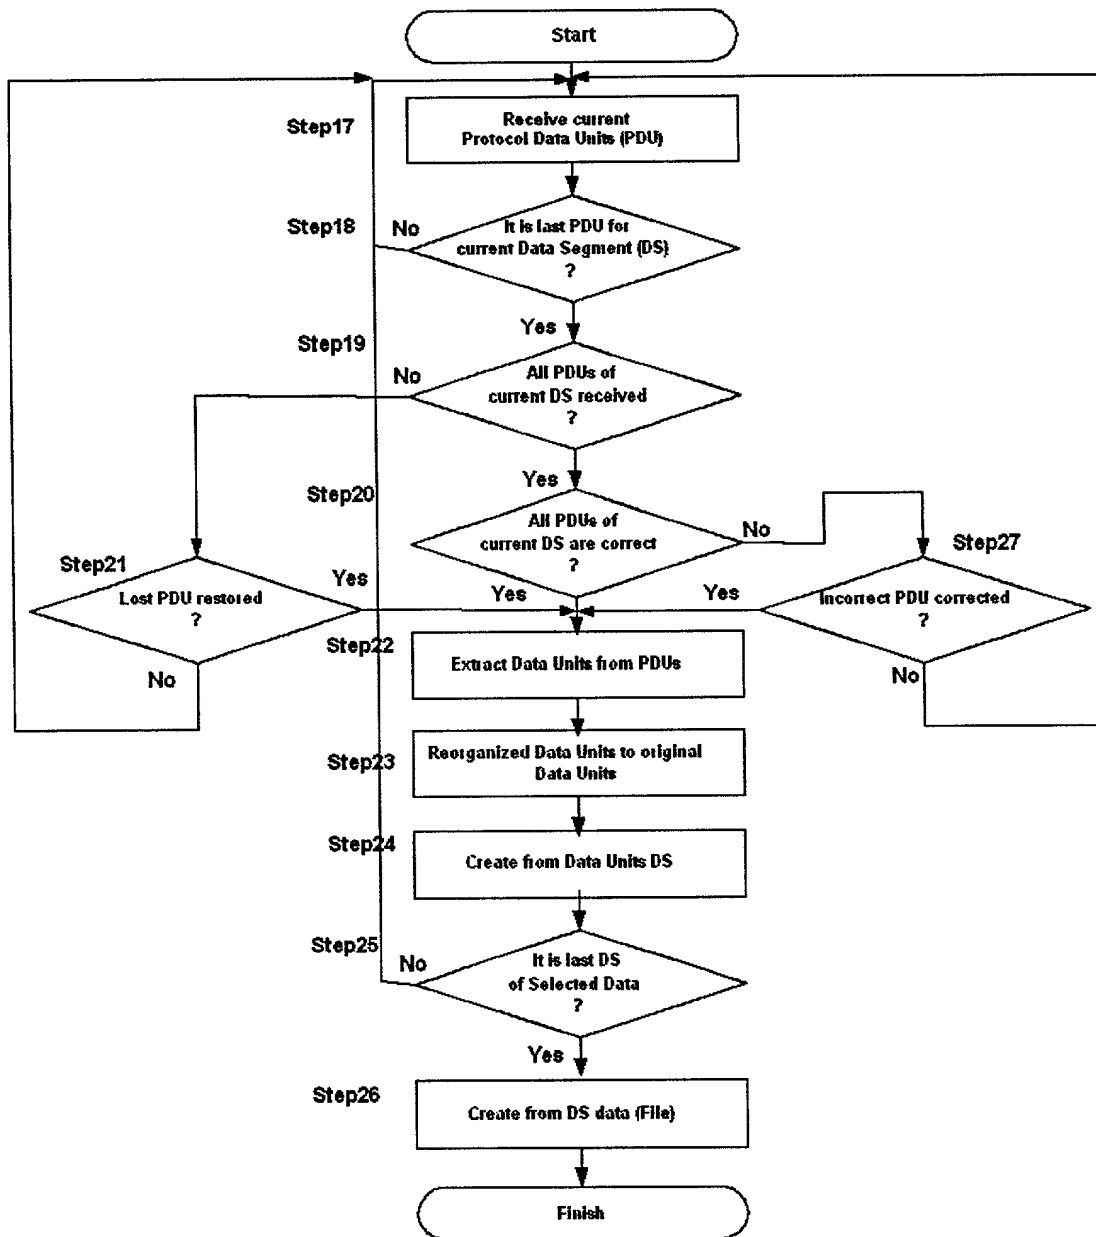 Start
Step17
Receive current
Protocol Data Units (PDU)
Step18
No
It is last PDU for
current Data Segment (DS)
?
Yes
Step19
No
All PDUs of
current DS received
?
Yes
Step20
All PDUs of
current DS are correct
?
No
Step27
Step21
Lost PDU restored
?
Yes
Yes
Yes
Incorrect PDU corrected
?
No
No
Step22
Extract Data Units from PDUs
Step23
Reorganized Data Units to original
Data Units
Step24
Create from Data Units DS
Step25
No
It is last DS
of Selected Data
?
Yes
Step26
Create from DS data (File)
Finish